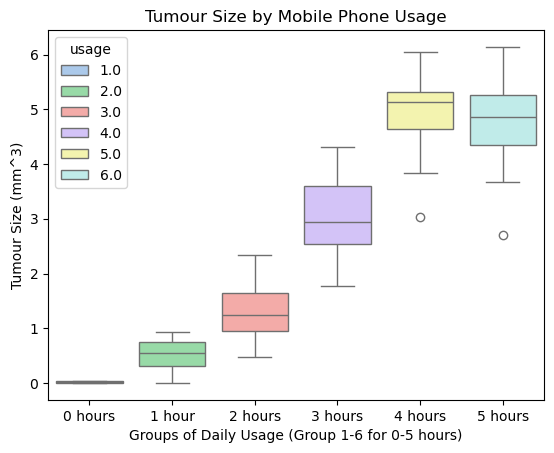 Tumour Size by Mobile Phone Usage
usage
1.0
2.0
3.0
4.0
5.0
6.0
Tumour Size (mm^3)
6
5
4
3
2
1
0
0 hours
1 hour
2 hours
3 hours
4 hours
5 hours
Groups of Daily Usage (Group 1-6 for 0-5 hours)